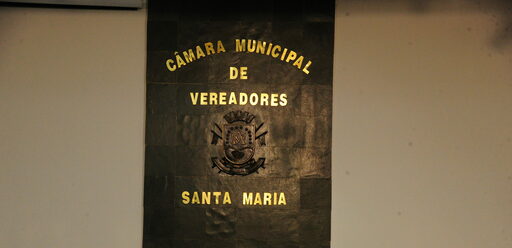 CÂMARA MUNICIPAL
DE
VEREADORES
SANTA MARIA